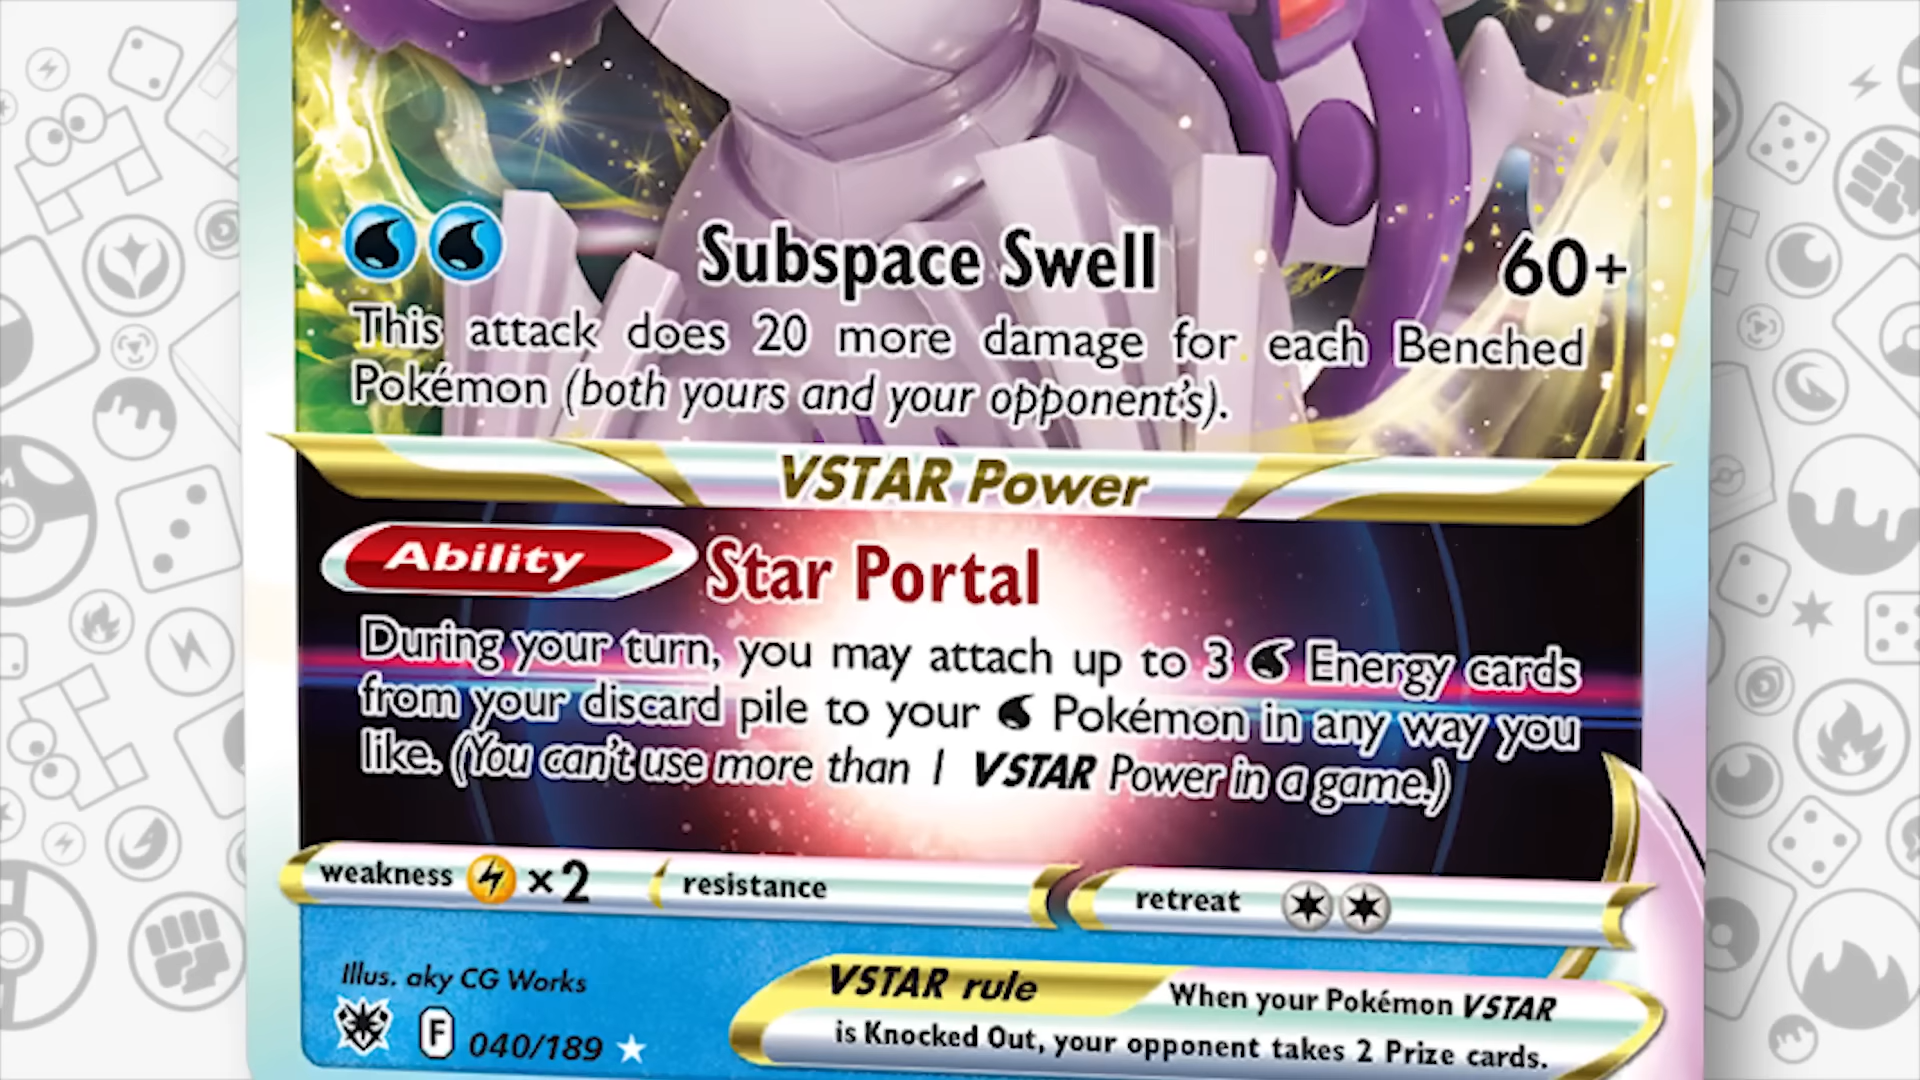 Subspace Swell 60+
This attack does 20 more damage for each Benched
Pokémon (both yours and your opponent's).
VSTAR Power
Ability Star Portal
During your turn, you may attach up to 3 Energy cards
from your discard pile to your Pokémon in any way you
like. (You can't use more than 1 VSTAR Power in a game.)
weakness ×2 resistance retreat
Illus. aky CG Works
F 040/189
VSTAR rule When your Pokémon VSTAR
is Knocked Out, your opponent takes 2 Prize cards.